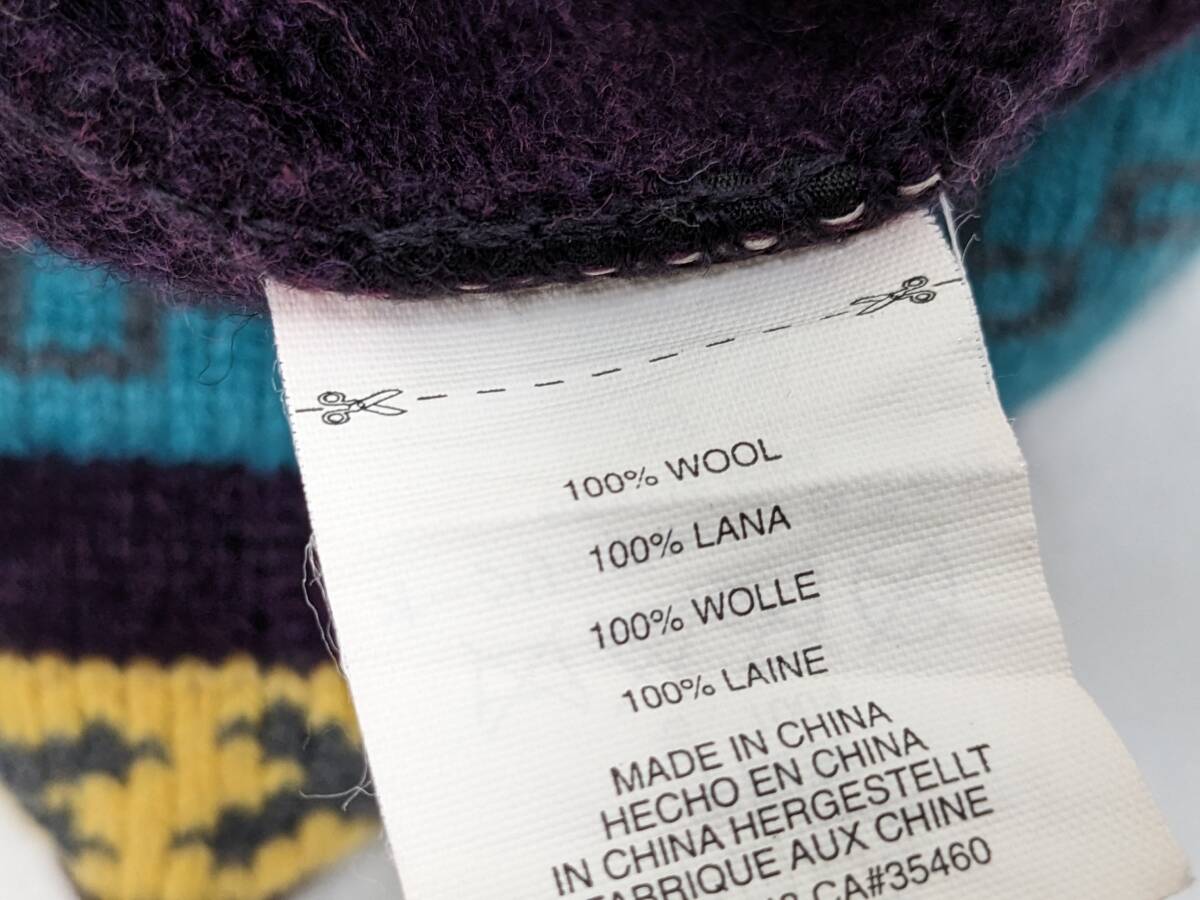 100% WOOL
100% LANA
100% WOLLE
100% LAINE
MADE IN CHINA
HECHO EN CHINA
IN CHINA HERGESTELLT
FABRIQUE AUX CHINE
CA#35460